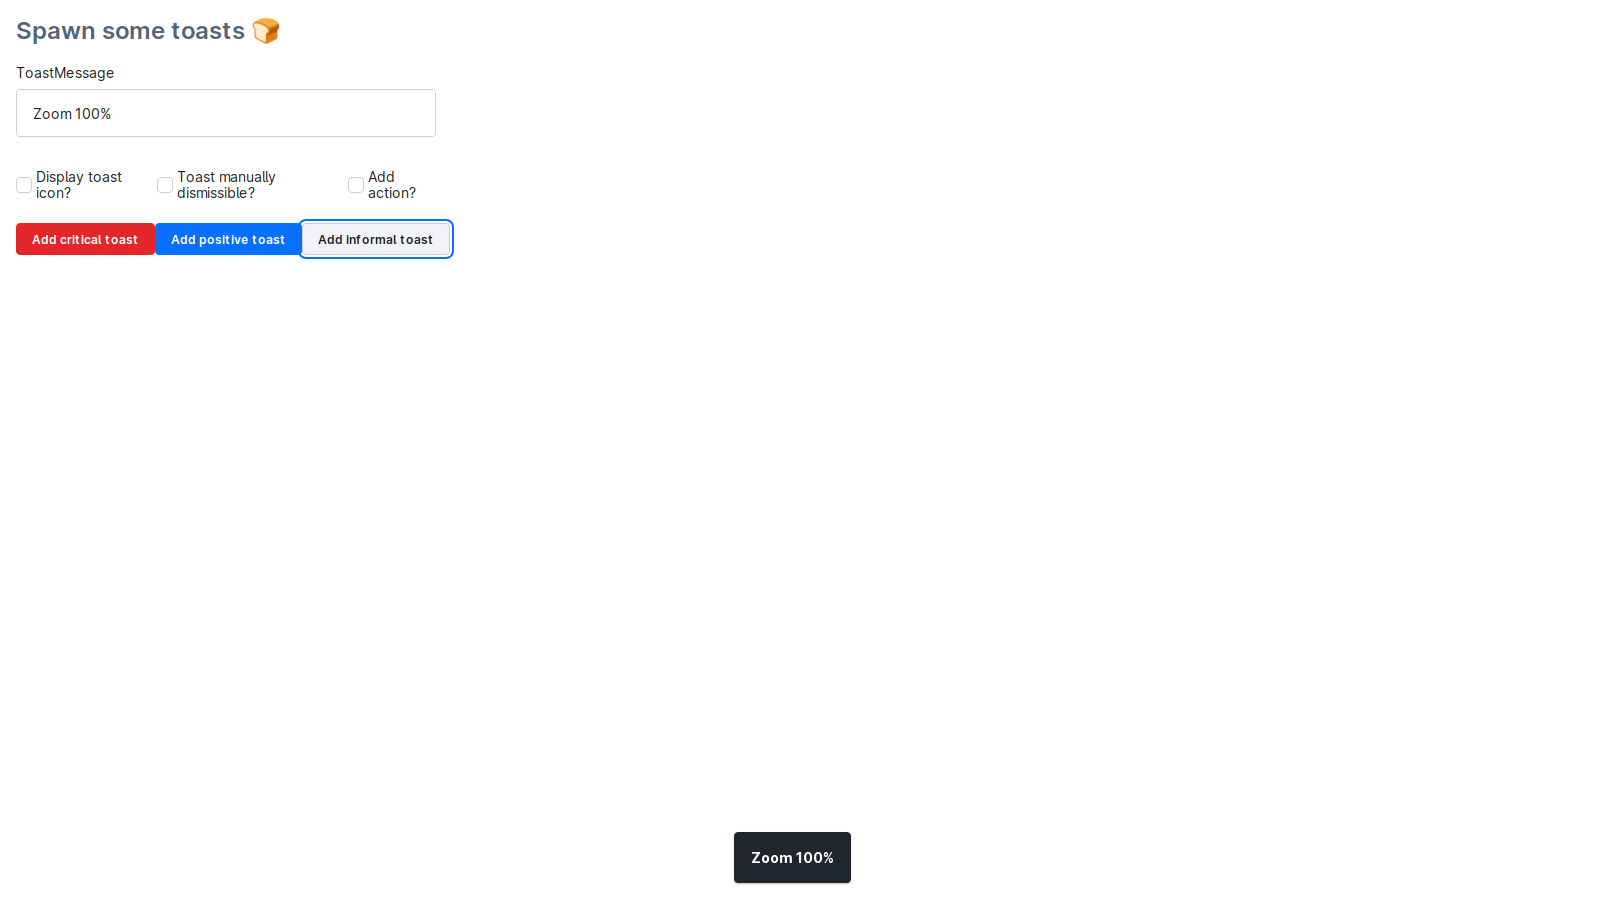 Spawn some toasts 🍞
ToastMessage
Zoom 100%
Display toast
icon?
Toast manually
dismissible?
Add
action?
Add critical toast
Add positive toast
Add informal toast
Zoom 100%